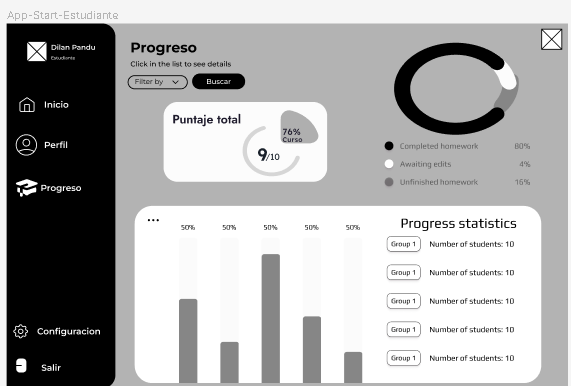 App-Start-Estudiante
Dilan Pandu
Estudiante
Inicio
Perfil
Progreso
Configuracion
Salir
Progreso
Click in the list to see details
Filter by
Buscar
Puntaje total
76%
Curso
9/10
Completed homework 80%
Awaiting edits 4%
Unfinished homework 16%
50% 50% 50% 50% 50%
Progress statistics
Group 1 Number of students: 10
Group 1 Number of students: 10
Group 1 Number of students: 10
Group 1 Number of students: 10
Group 1 Number of students: 10